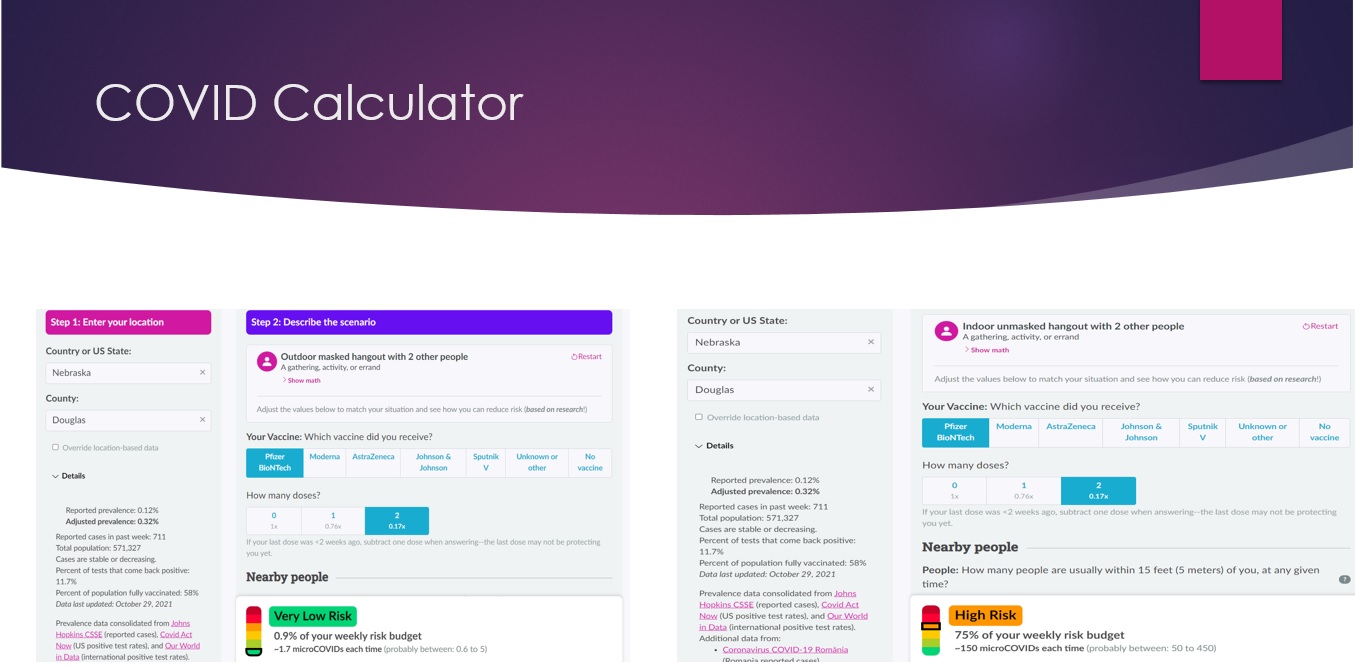 COVID Calculator
Step 1: Enter your location
Country or US State:
Nebraska ×
County:
Douglas ×
Override location-based data
Details
Reported prevalence: 0.12%
Adjusted prevalence: 0.32%
Reported cases in past week: 711
Total population: 571,327
Cases are stable or decreasing.
Percent of tests that come back positive:
11.7%
Percent of population fully vaccinated: 58%
Data last updated: October 29, 2021
Prevalence data consolidated from Johns
Hopkins CSSE (reported cases), Covid Act
Now (US positive test rates), and Our World
in Data (international positive test rates).
Step 2: Describe the scenario
Outdoor masked hangout with 2 other people
Restart
A gathering, activity, or errand
Show math
Adjust the values below to match your situation and see how you can reduce risk (based on research!)
Your Vaccine: Which vaccine did you receive?
Pfizer BioNTech
Moderna
AstraZeneca
Johnson & Johnson
Sputnik V
Unknown or other
No vaccine
How many doses?
0 1 2
1x 0.76x 0.17x
If your last dose was <2 weeks ago, subtract one dose when answering--the last dose may not be protecting
you yet.
Nearby people
Very Low Risk
0.9% of your weekly risk budget
~1.7 microCOVIDs each time (probably between: 0.6 to 5)
Country or US State:
Nebraska ×
County:
Douglas ×
Override location-based data
Details
Reported prevalence: 0.12%
Adjusted prevalence: 0.32%
Reported cases in past week: 711
Total population: 571,327
Cases are stable or decreasing.
Percent of tests that come back positive:
11.7%
Percent of population fully vaccinated: 58%
Data last updated: October 29, 2021
Prevalence data consolidated from Johns
Hopkins CSSE (reported cases), Covid Act
Now (US positive test rates), and Our World
in Data (international positive test rates).
Additional data from:
• Coronavirus COVID-19 România
(Romania reported cases),
Indoor unmasked hangout with 2 other people
Restart
A gathering, activity, or errand
Show math
Adjust the values below to match your situation and see how you can reduce risk (based on research!)
Your Vaccine: Which vaccine did you receive?
Pfizer BioNTech
Moderna
AstraZeneca
Johnson & Johnson
Sputnik V
Unknown or other
No vaccine
How many doses?
0 1 2
1x 0.76x 0.17x
If your last dose was <2 weeks ago, subtract one dose when answering--the last dose may not be protecting
you yet.
Nearby people
People: How many people are usually within 15 feet (5 meters) of you, at any given
time? ?
High Risk
75% of your weekly risk budget
~150 microCOVIDs each time (probably between: 50 to 450)